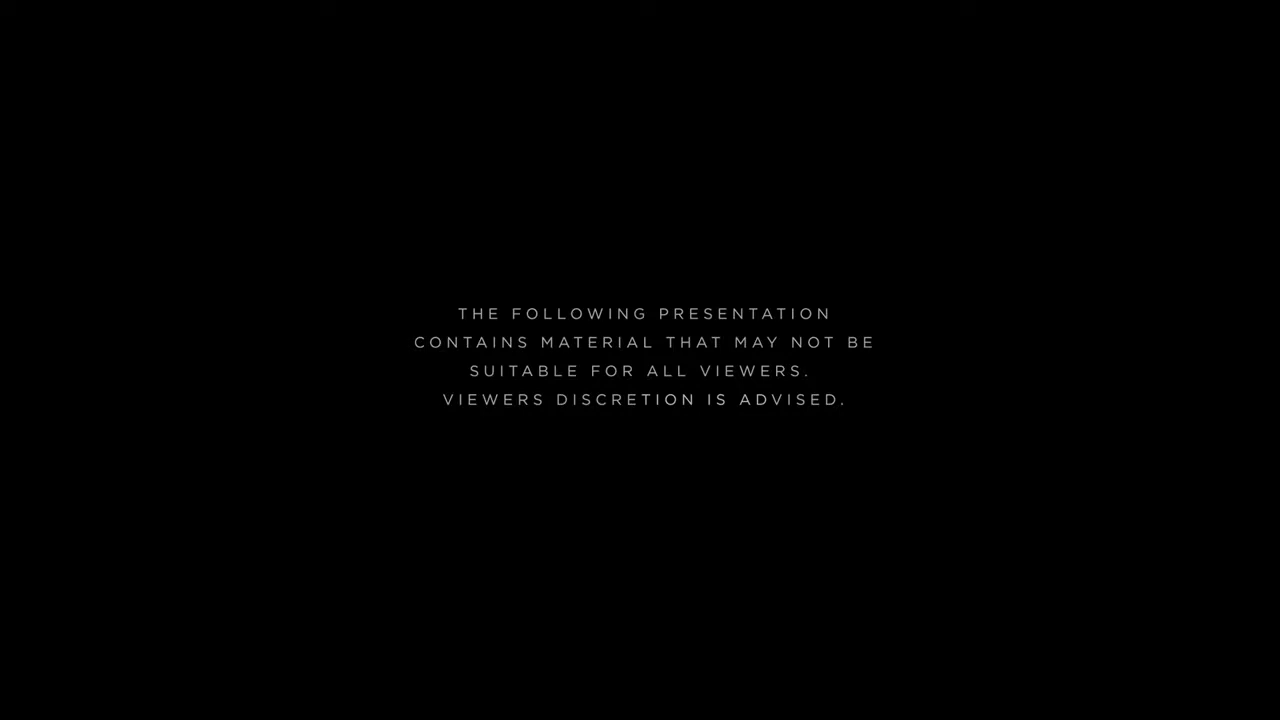 THE FOLLOWING PRESENTATION
CONTAINS MATERIAL THAT MAY NOT BE
SUITABLE FOR ALL VIEWERS.
VIEWERS DISCRETION IS ADVISED.